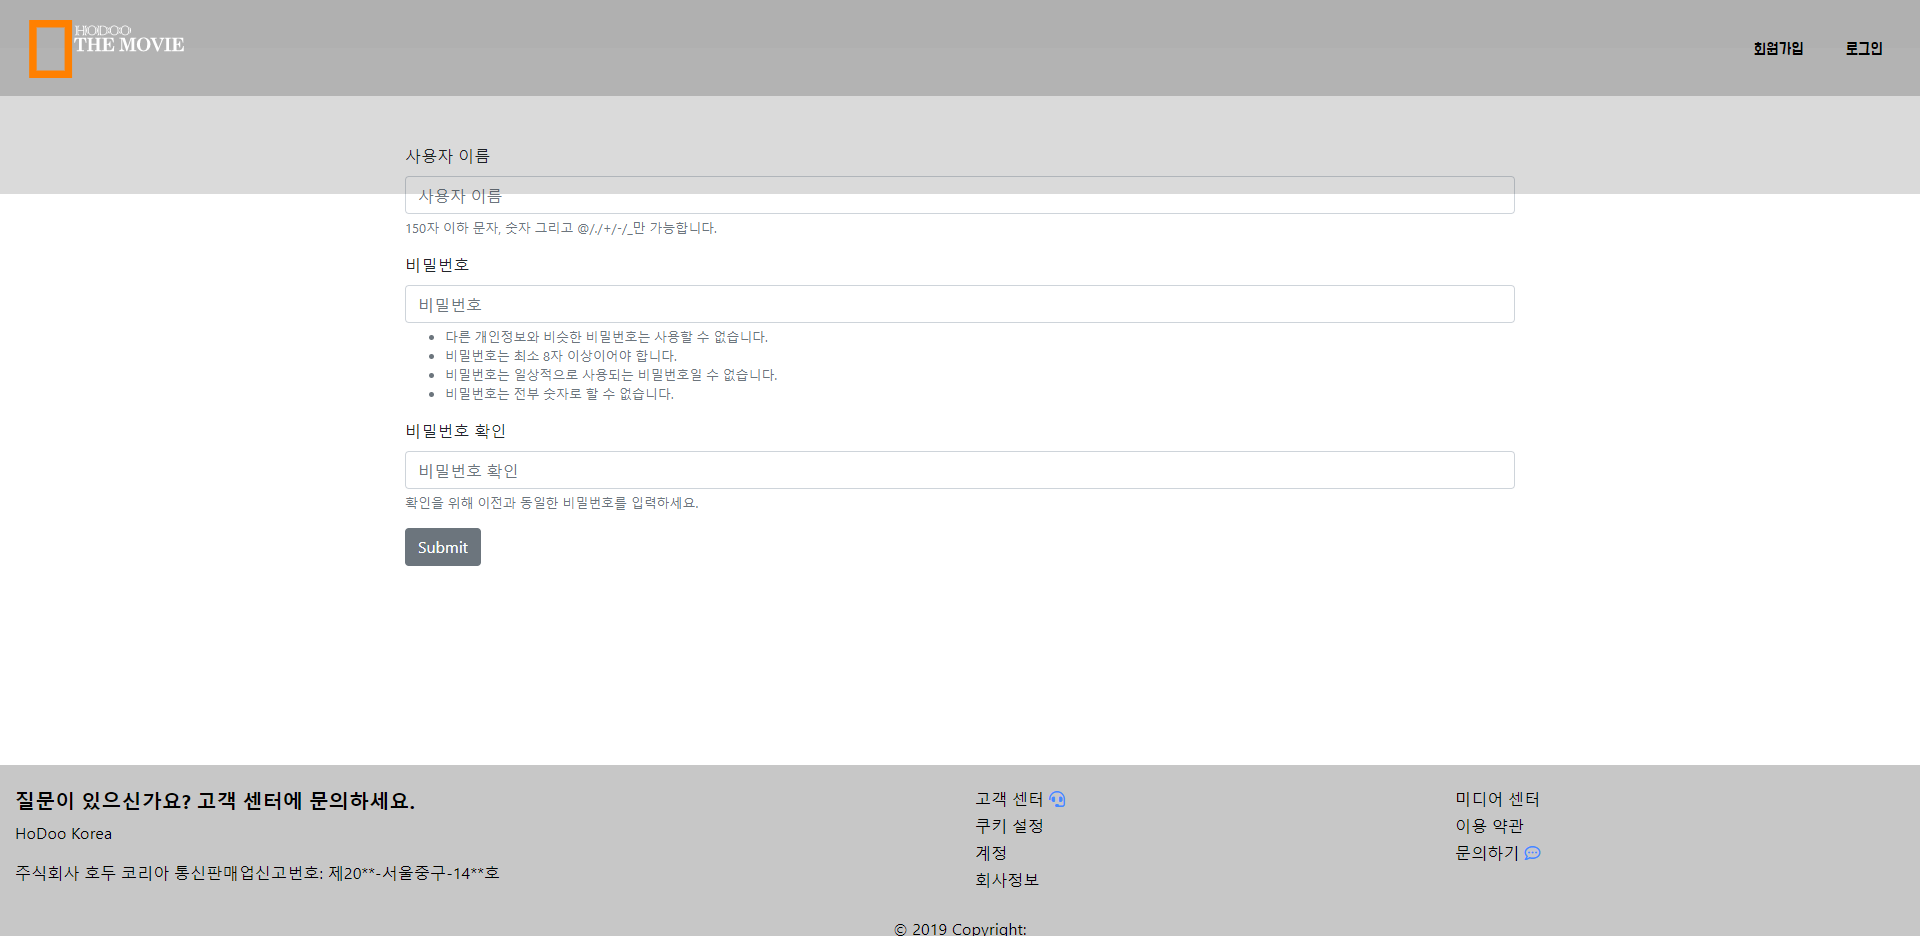 HODOO
THE MOVIE
회원가입 로그인
사용자 이름
사용자 이름
150자 이하 문자, 숫자 그리고 @/./+/-/_만 가능합니다.
비밀번호
비밀번호
다른 개인정보와 비슷한 비밀번호는 사용할 수 없습니다.
비밀번호는 최소 8자 이상이어야 합니다.
비밀번호는 일상적으로 사용되는 비밀번호일 수 없습니다.
비밀번호는 전부 숫자로 할 수 없습니다.
비밀번호 확인
비밀번호 확인
확인을 위해 이전과 동일한 비밀번호를 입력하세요.
Submit
질문이 있으신가요? 고객 센터에 문의하세요.
HoDoo Korea
주식회사 호두 코리아 통신판매업신고번호: 제20**-서울중구-14**호
고객 센터
쿠키 설정
계정
회사정보
미디어 센터
이용 약관
문의하기
© 2019 Copyright: